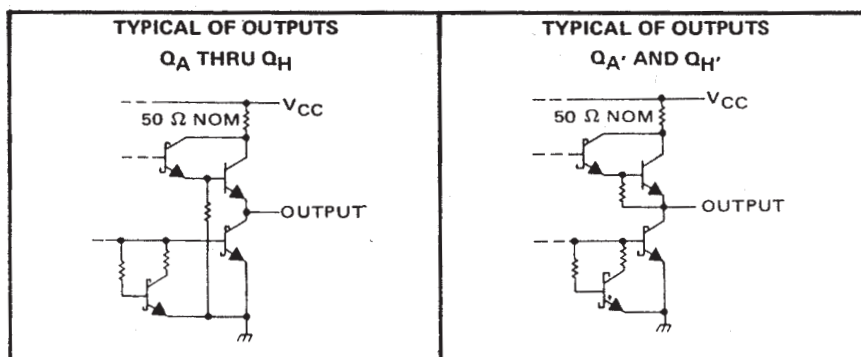 TYPICAL OF OUTPUTS
QA THRU QH
VCC
50 Ω NOM
OUTPUT
TYPICAL OF OUTPUTS
QA' AND QH'
VCC
50 Ω NOM
OUTPUT